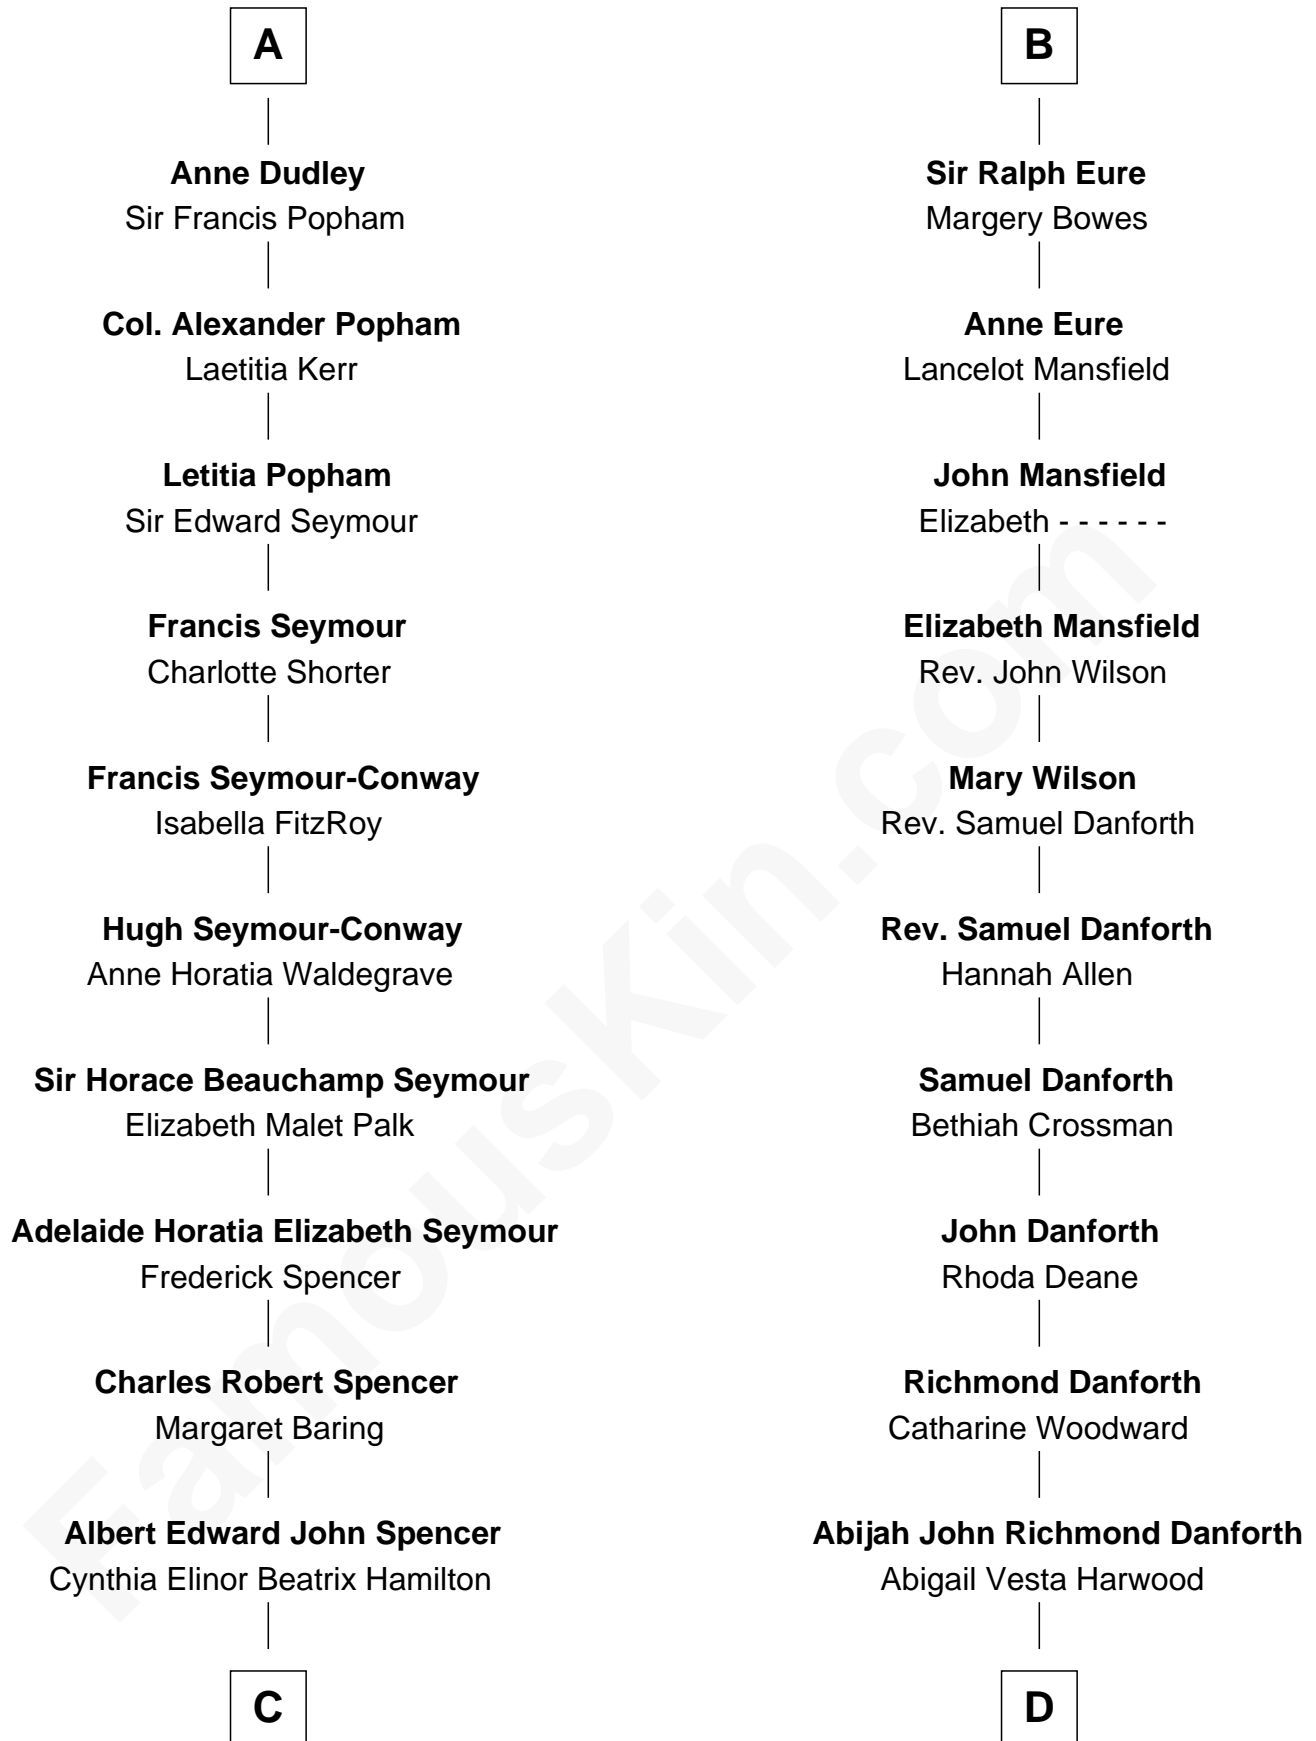 A
Anne Dudley
Sir Francis Popham
Col. Alexander Popham
Laetitia Kerr
Letitia Popham
Sir Edward Seymour
Francis Seymour
Charlotte Shorter
Francis Seymour-Conway
Isabella FitzRoy
Hugh Seymour-Conway
Anne Horatia Waldegrave
Sir Horace Beauchamp Seymour
Elizabeth Malet Palk
Adelaide Horatia Elizabeth Seymour
Frederick Spencer
Charles Robert Spencer
Margaret Baring
Albert Edward John Spencer
Cynthia Elinor Beatrix Hamilton
C
B
Sir Ralph Eure
Margery Bowes
Anne Eure
Lancelot Mansfield
John Mansfield
Elizabeth - - - - - -
Elizabeth Mansfield
Rev. John Wilson
Mary Wilson
Rev. Samuel Danforth
Rev. Samuel Danforth
Hannah Allen
Samuel Danforth
Bethiah Crossman
John Danforth
Rhoda Deane
Richmond Danforth
Catharine Woodward
Abijah John Richmond Danforth
Abigail Vesta Harwood
D
FamousKin.com